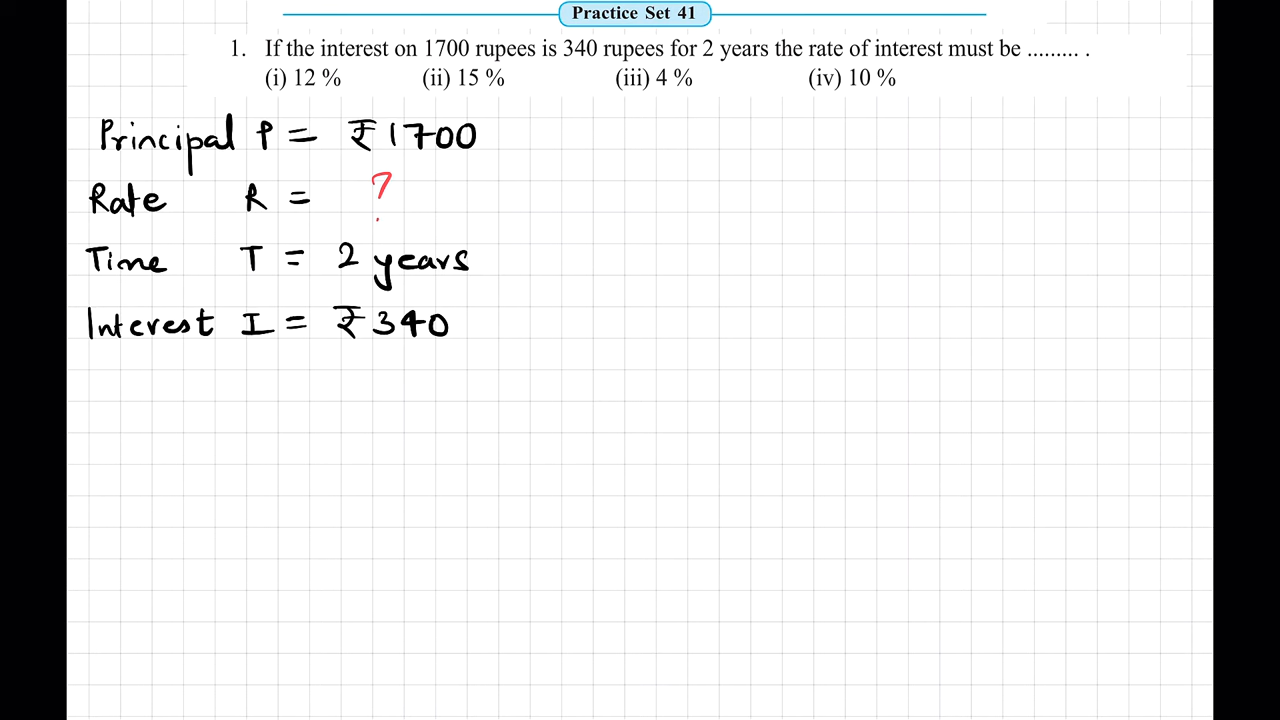 Practice Set 41
1. If the interest on 1700 rupees is 340 rupees for 2 years the rate of interest must be ......... .
(i) 12 % (ii) 15 % (iii) 4 % (iv) 10 %
Principal P = ₹1700
Rate R = ?
Time T = 2 years
Interest I = ₹340